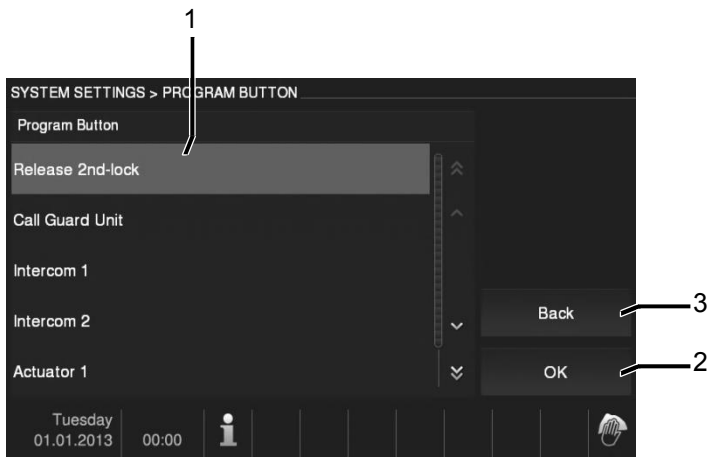 1
SYSTEM SETTINGS > PROGRAM BUTTON
Program Button
Release 2nd-lock
Call Guard Unit
Intercom 1
Intercom 2
Actuator 1
Back
3
OK
2
Tuesday
01.01.2013
00:00